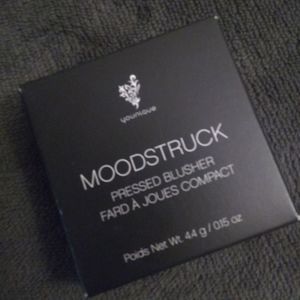 younique
MOODSTRUCK
PRESSED BLUSHER
FARD À JOUES COMPACT
Poids Net Wt. 4.4 g / 0.15 oz